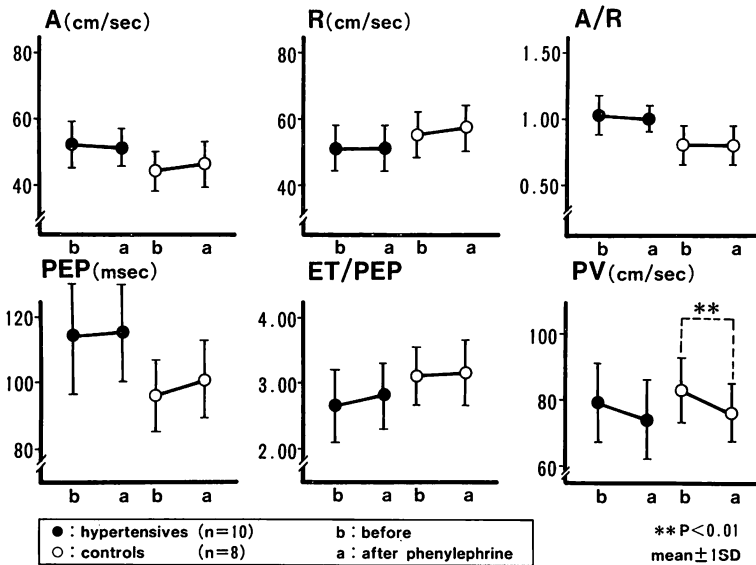 A (cm/sec)
80
60
40
b a b a
R (cm/sec)
80
60
40
b a b a
A/R
1.50
1.00
0.50
b a b a
PEP (msec)
120
100
80
b a b a
ET/PEP
4.00
3.00
2.00
b a b a
PV (cm/sec)
**
100
80
60
b a b a
● : hypertensives (n=10) b : before
○ : controls (n=8) a : after phenylephrine
**P<0.01
mean±1SD